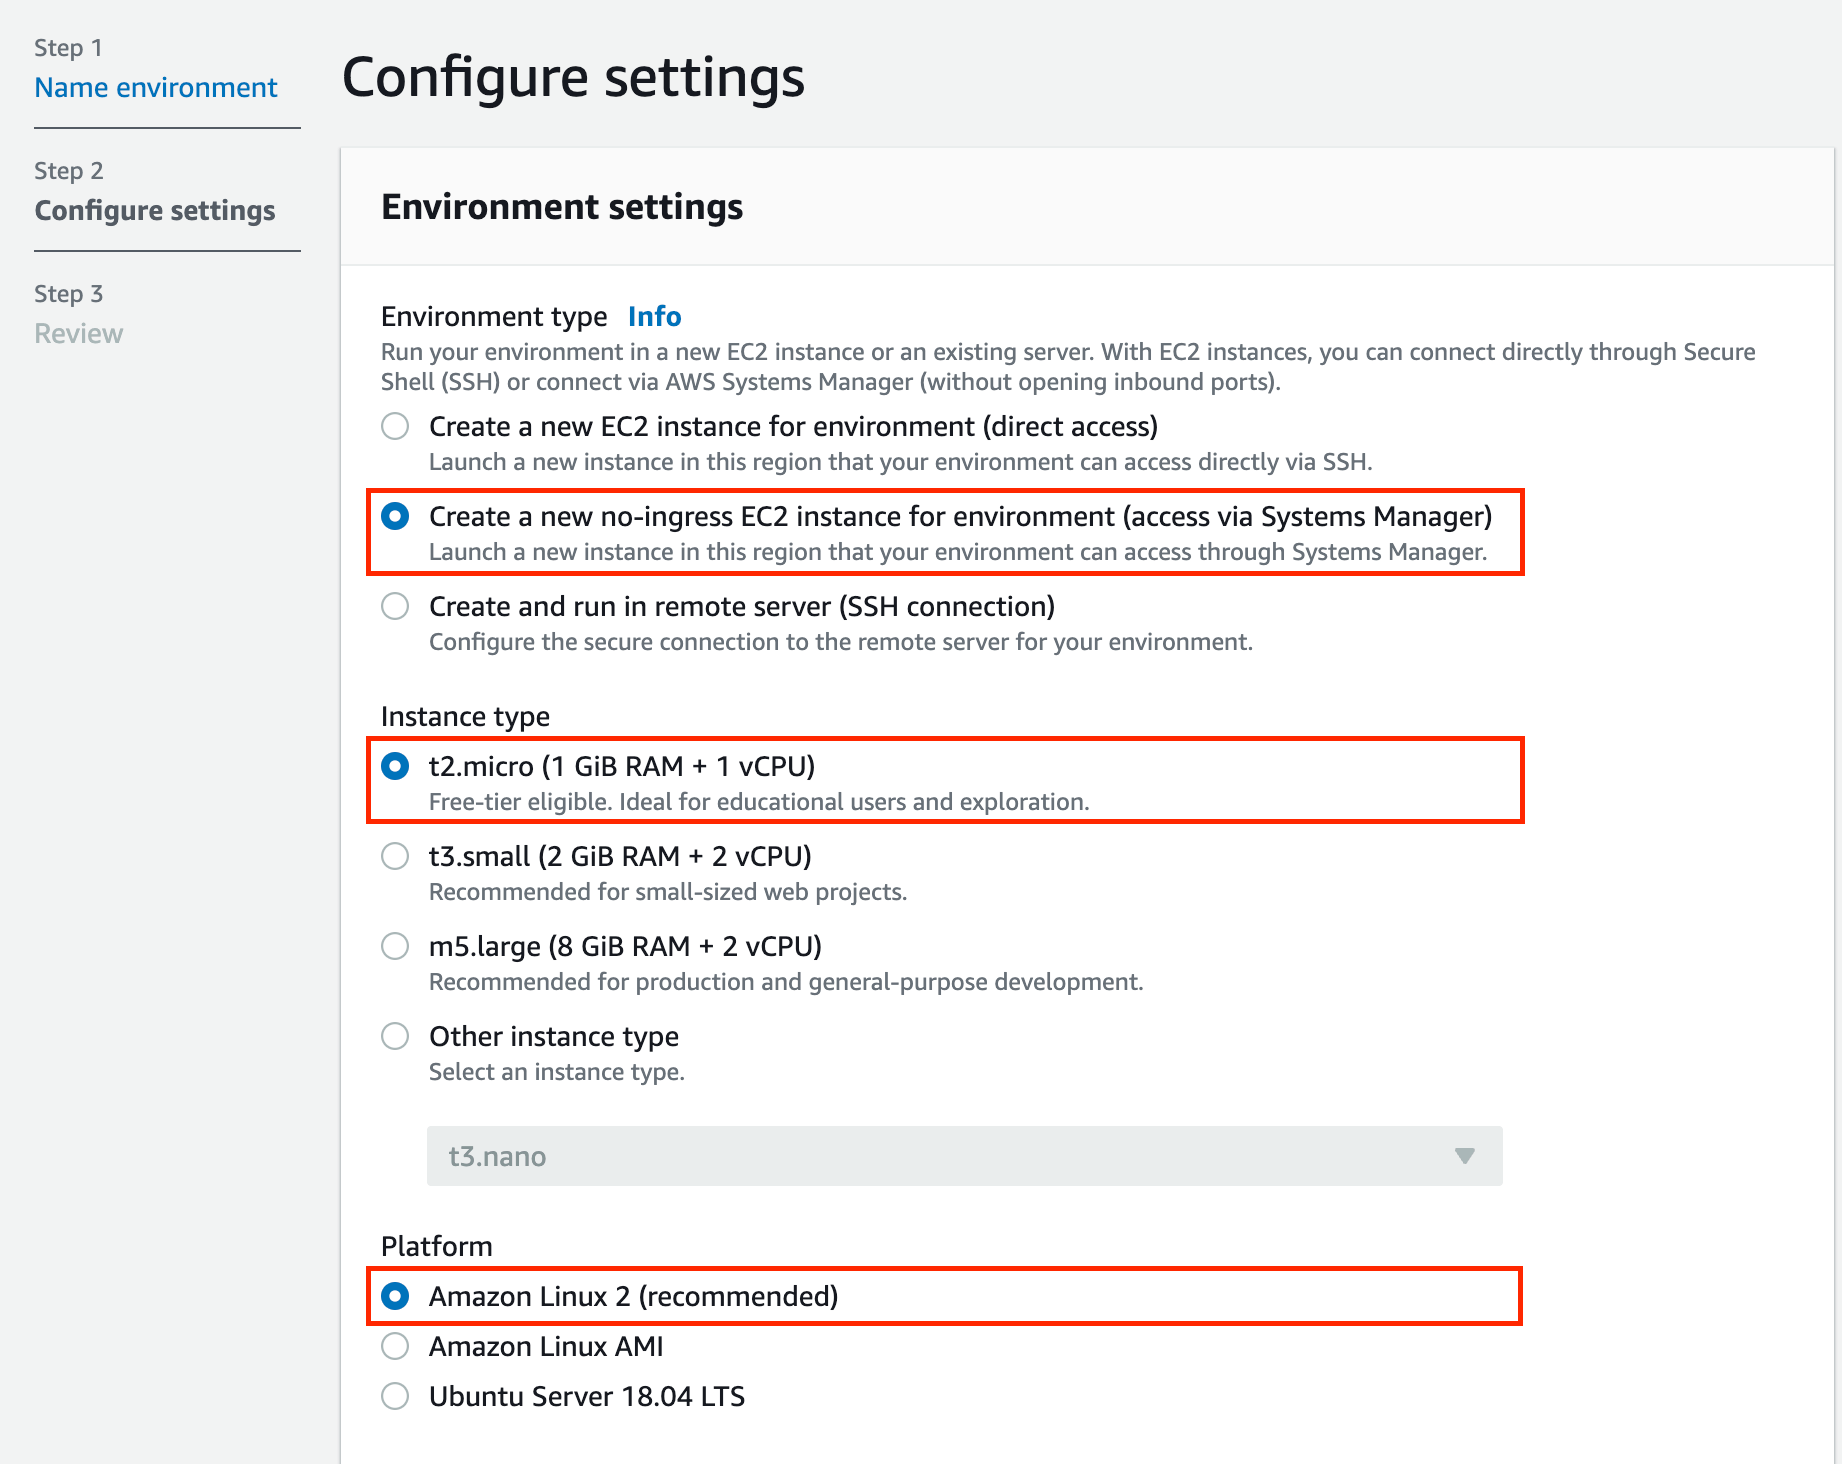 Step 1
Name environment
Step 2
Configure settings
Step 3
Review
Configure settings
Environment settings
Environment type Info
Run your environment in a new EC2 instance or an existing server. With EC2 instances, you can connect directly through Secure
Shell (SSH) or connect via AWS Systems Manager (without opening inbound ports).
Create a new EC2 instance for environment (direct access)
Launch a new instance in this region that your environment can access directly via SSH.
Create a new no-ingress EC2 instance for environment (access via Systems Manager)
Launch a new instance in this region that your environment can access through Systems Manager.
Create and run in remote server (SSH connection)
Configure the secure connection to the remote server for your environment.
Instance type
t2.micro (1 GiB RAM + 1 vCPU)
Free-tier eligible. Ideal for educational users and exploration.
t3.small (2 GiB RAM + 2 vCPU)
Recommended for small-sized web projects.
m5.large (8 GiB RAM + 2 vCPU)
Recommended for production and general-purpose development.
Other instance type
Select an instance type.
t3.nano
Platform
Amazon Linux 2 (recommended)
Amazon Linux AMI
Ubuntu Server 18.04 LTS